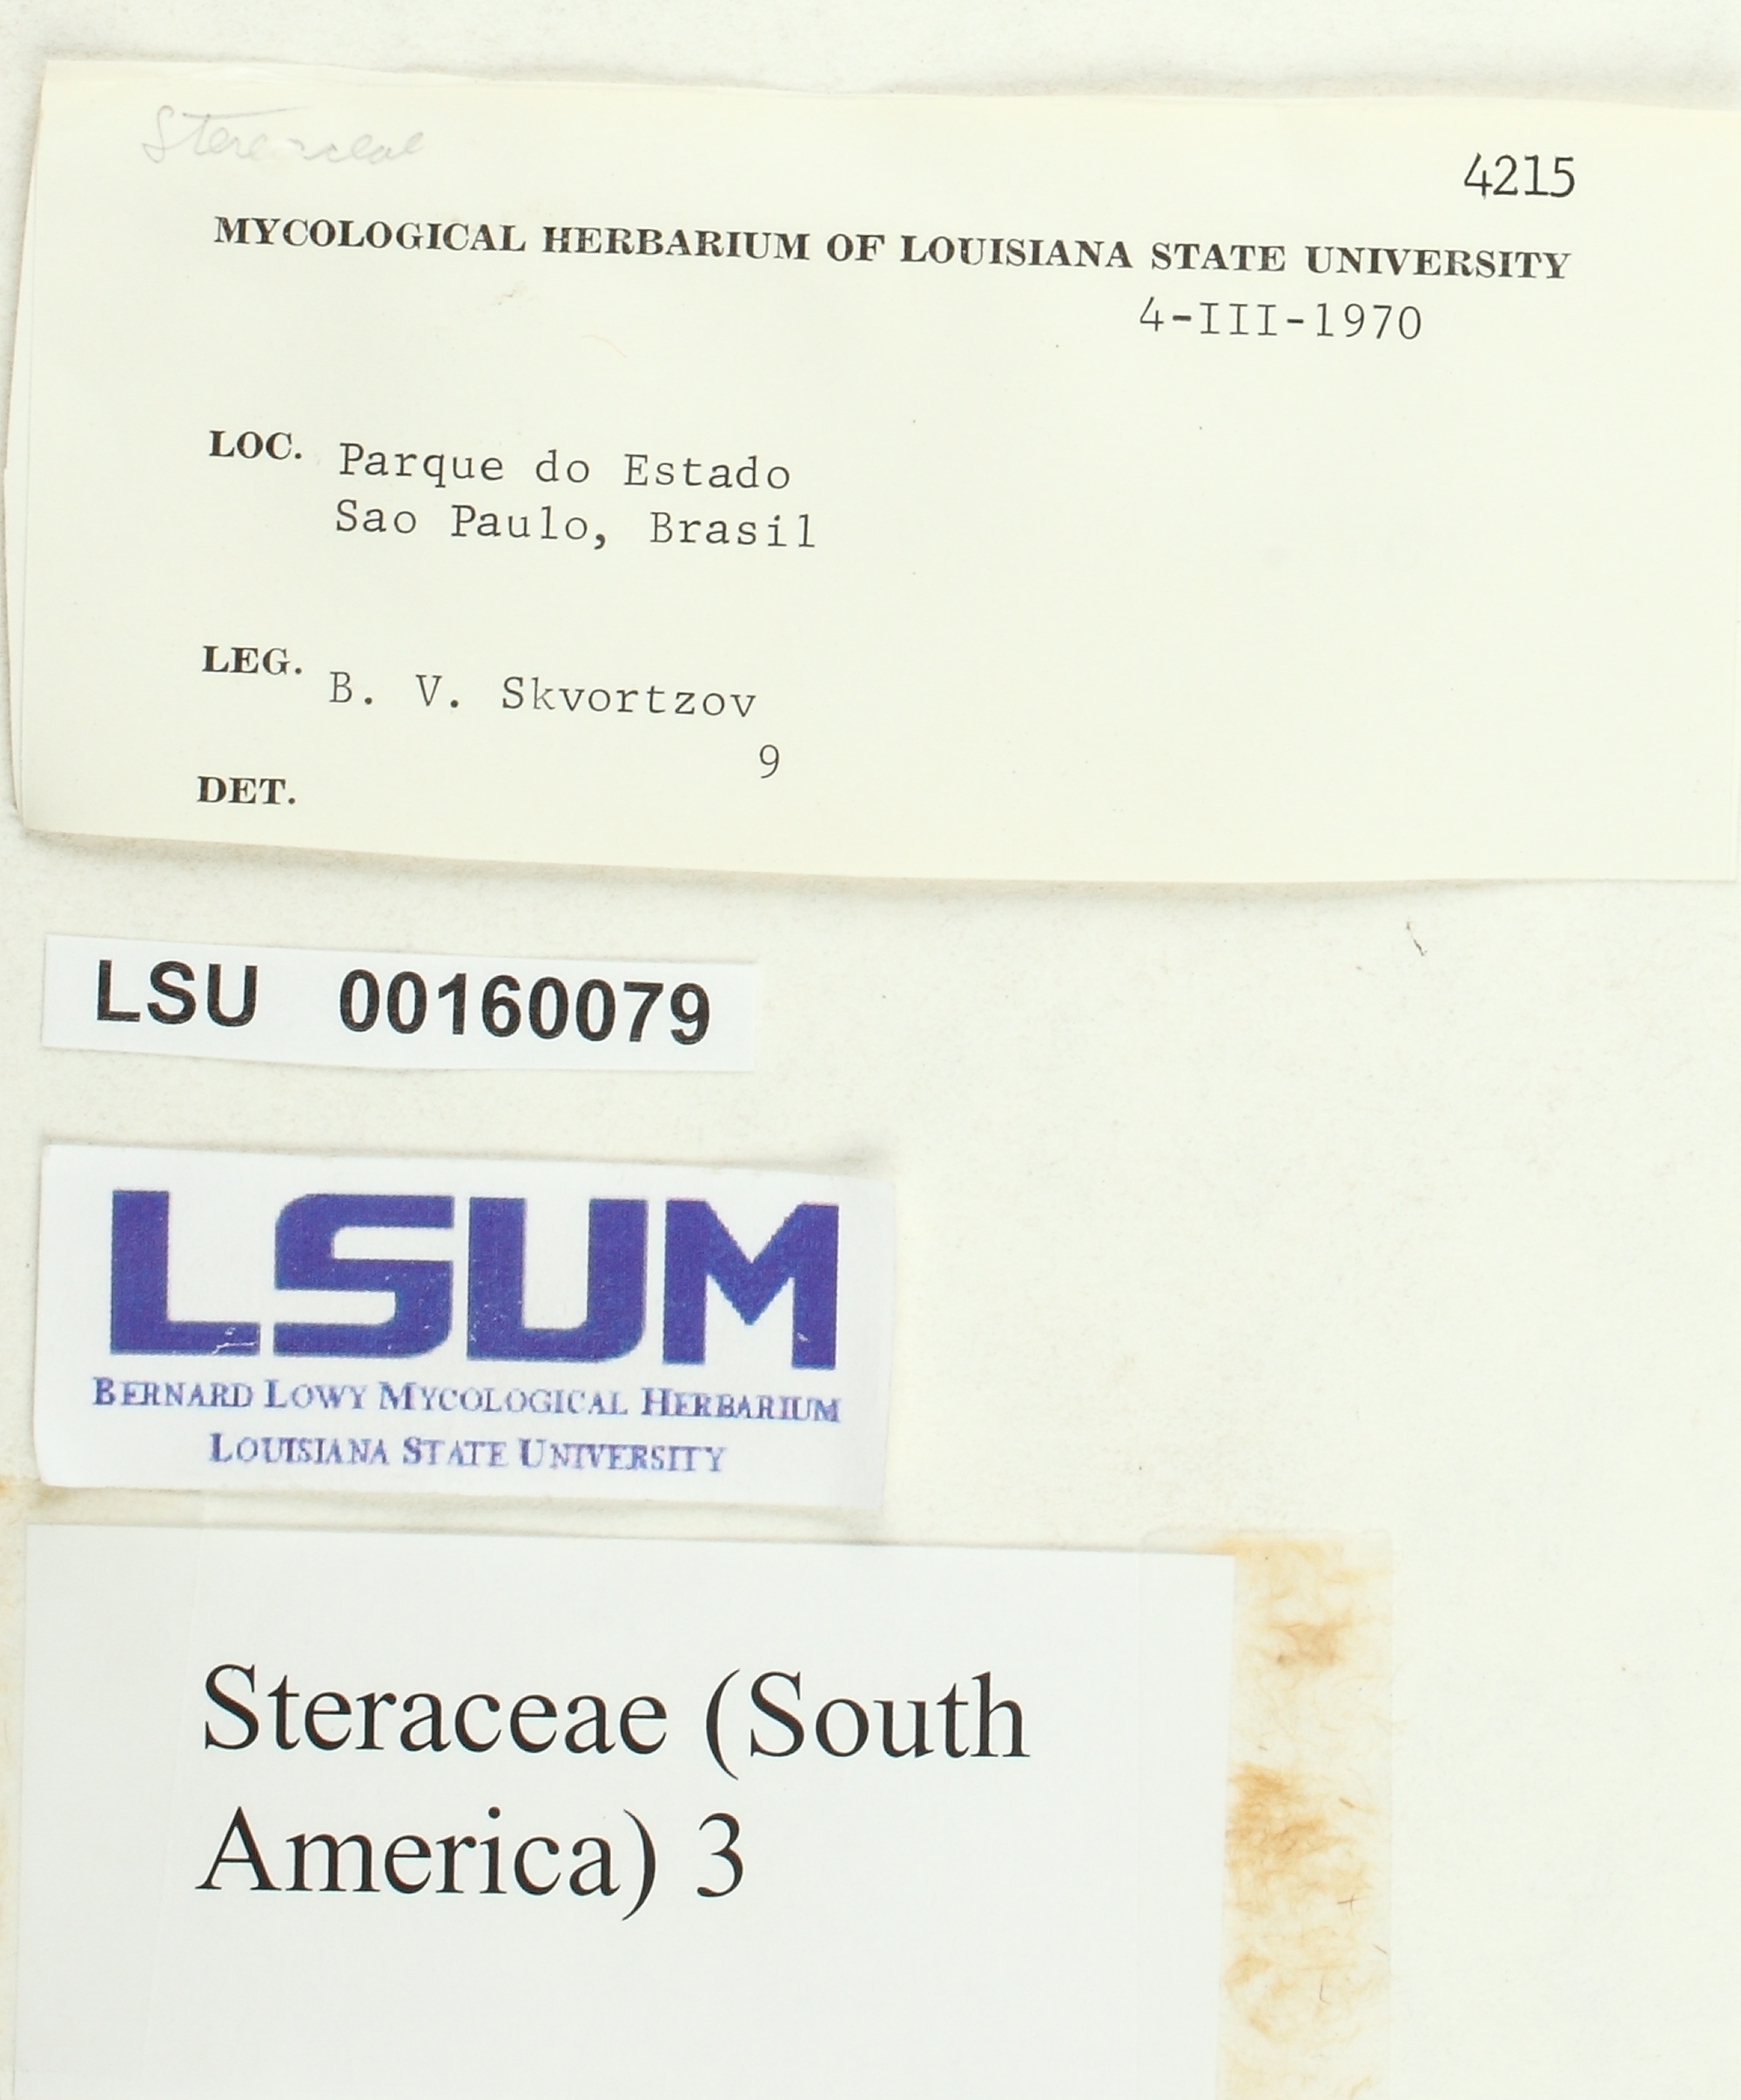 Stereaceae
4215
MYCOLOGICAL HERBARIUM OF LOUISIANA STATE UNIVERSITY
4-III-1970
LOC. Parque do Estado
Sao Paulo, Brasil
LEG. B. V. Skvortzov
9
DET.
LSU 00160079
LSUM
BERNARD LOWY MYCOLOGICAL HERBARIUM
LOUISIANA STATE UNIVERSITY
Steraceae (South
America) 3